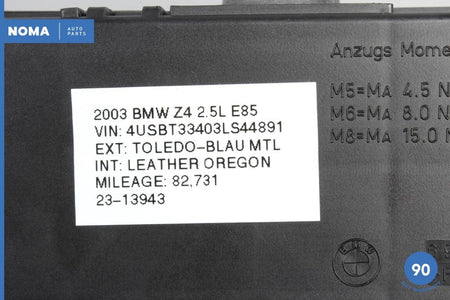 NOMA AUTO PARTS
Anzugs Mome
M5=MA 4.5 N
M6=MA 8.0 N
M8=MA 15.0 N
2003 BMW Z4 2.5L E85
VIN: 4USBT33403LS44891
EXT: TOLEDO-BLAU MTL
INT: LEATHER OREGON
MILEAGE: 82,731
23-13943
BMW
90